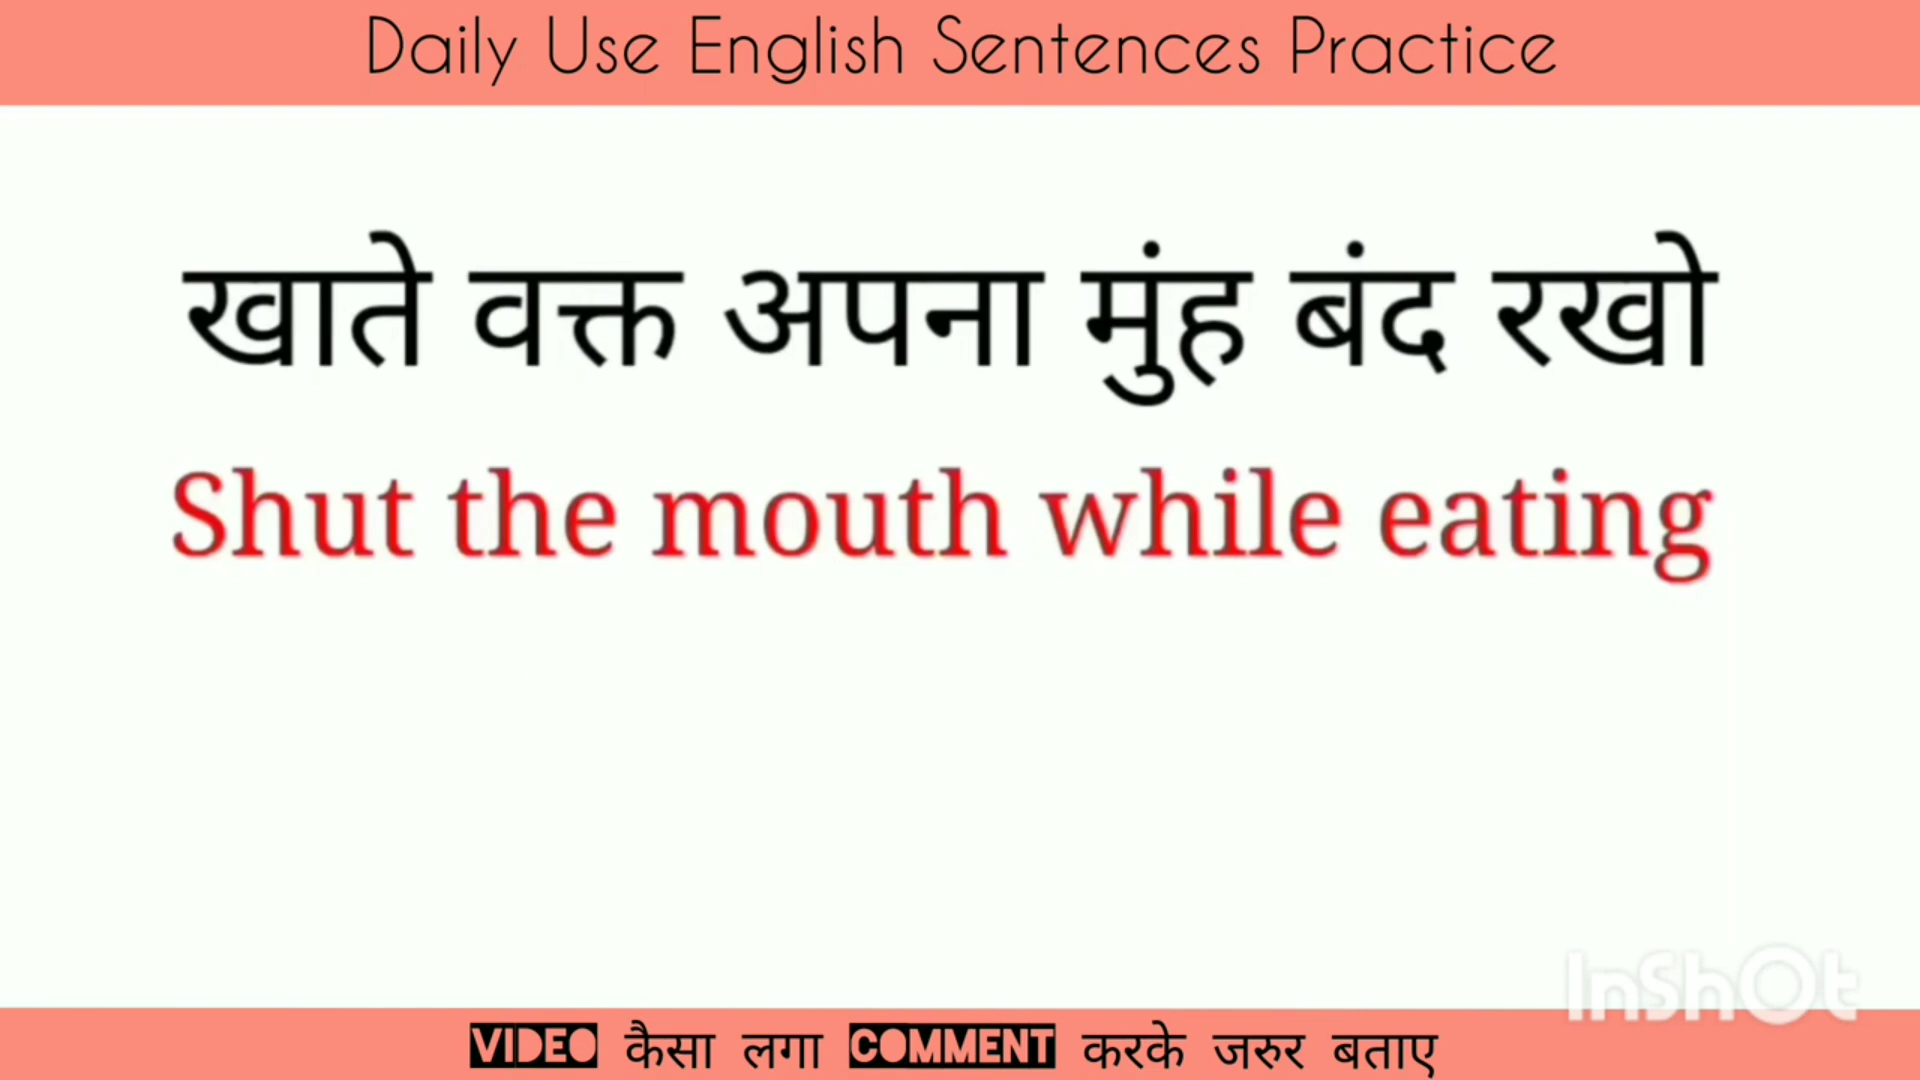 Daily Use English Sentences Practice
खाते वक्त अपना मुंह बंद रखो
Shut the mouth while eating
InShOt
VIDEO कैसा लगा COMMENT करके जरुर बताए